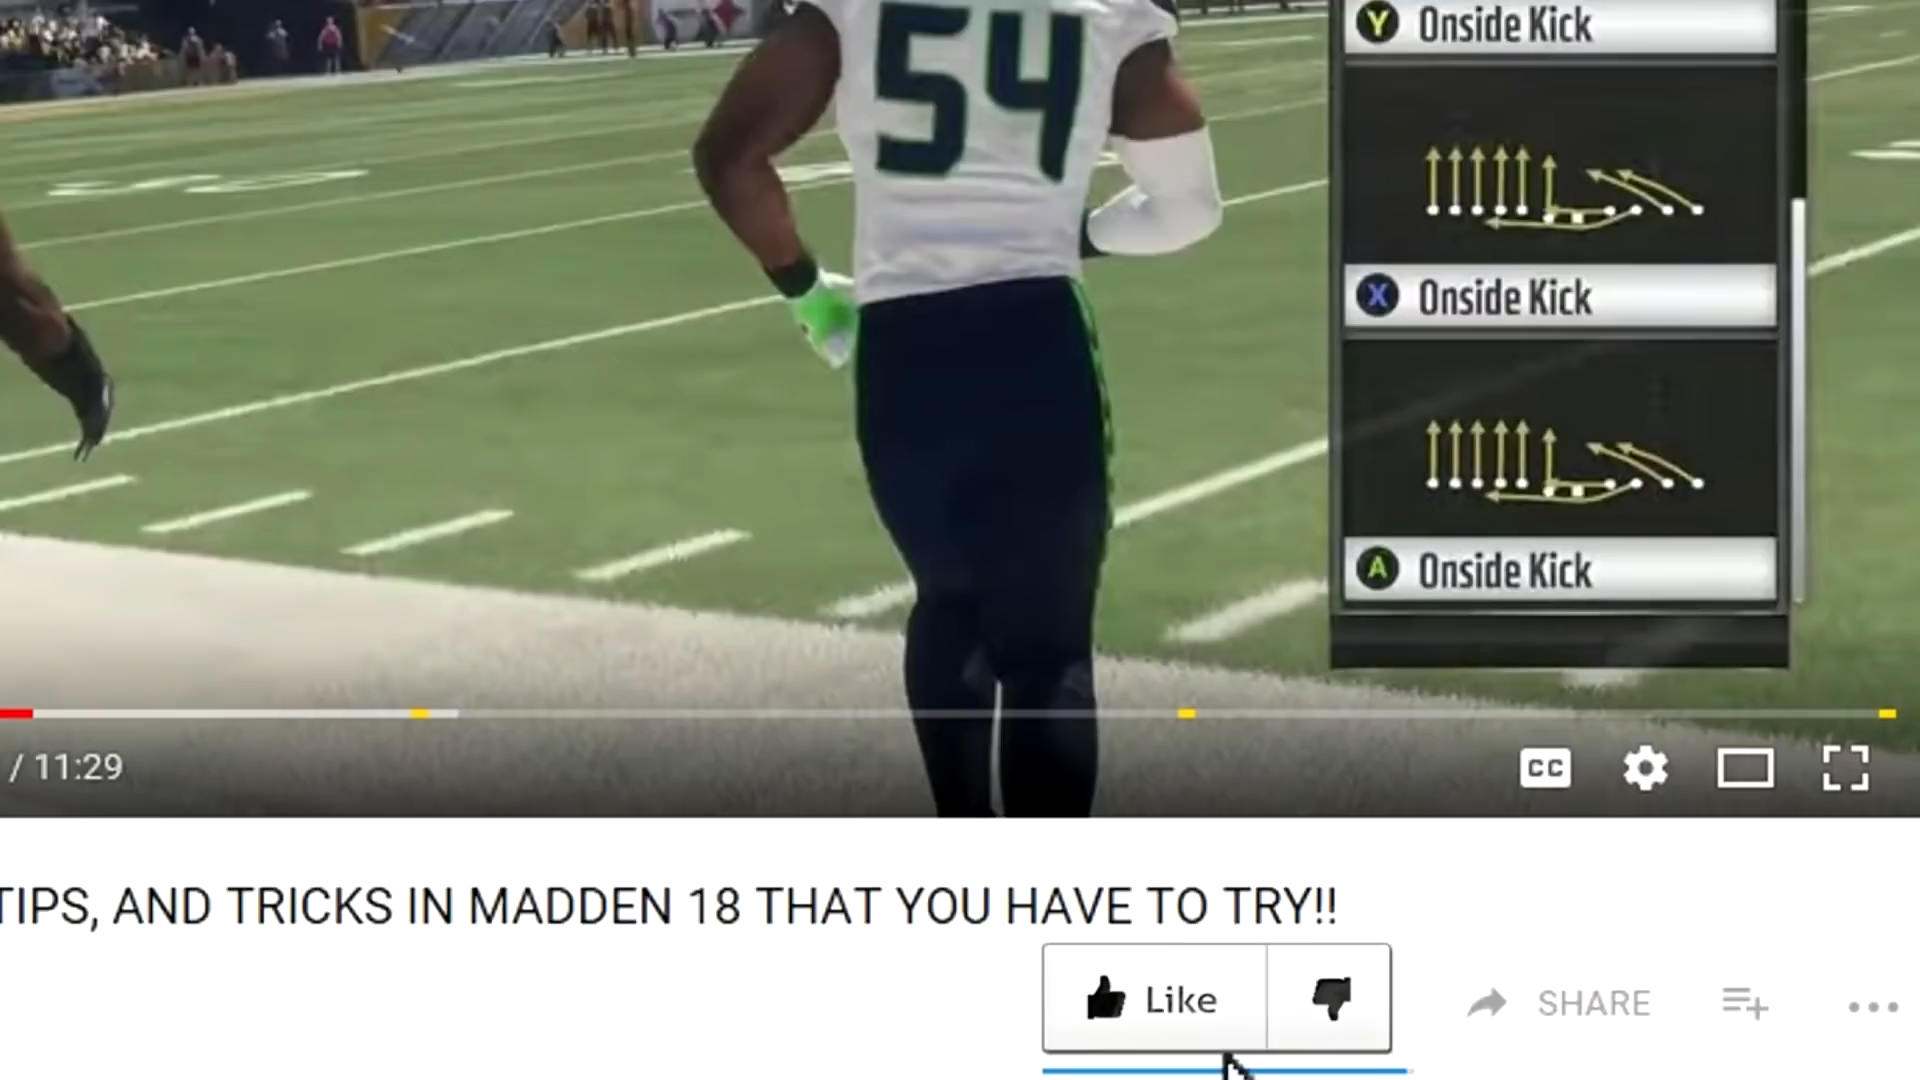 54
Y Onside Kick
X Onside Kick
A Onside Kick
/ 11:29
CC
TIPS, AND TRICKS IN MADDEN 18 THAT YOU HAVE TO TRY!!
Like
SHARE